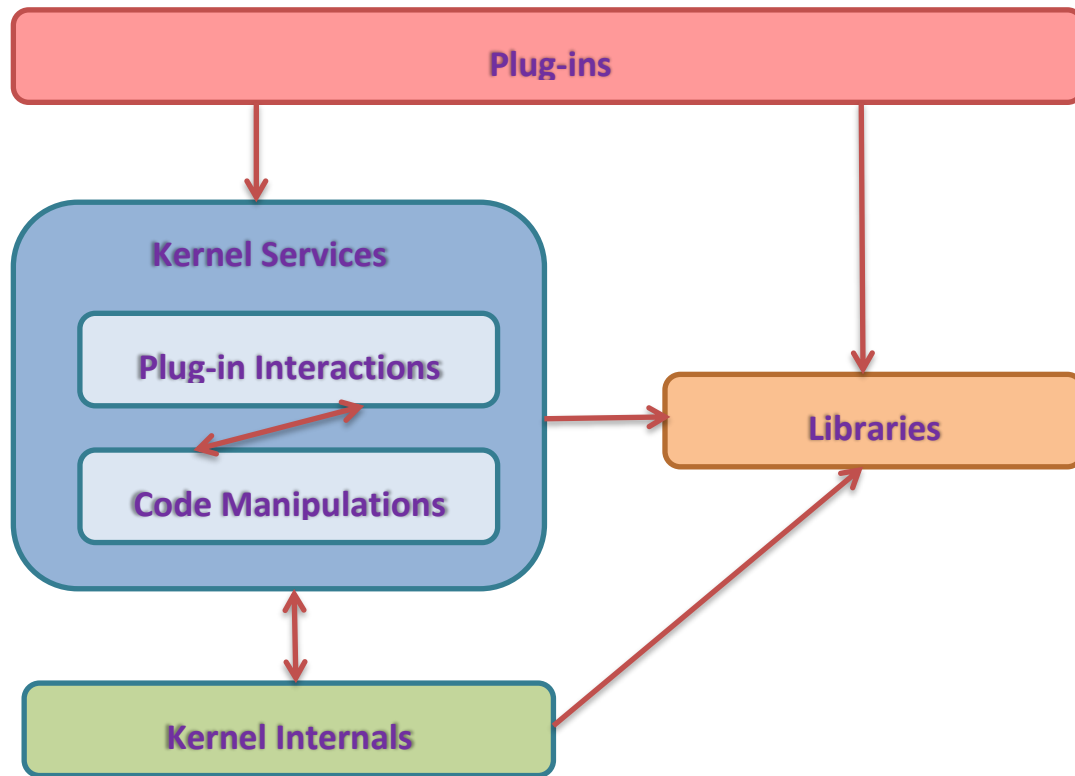 Plug-ins
Kernel Services
Plug-in Interactions
Libraries
Code Manipulations
Kernel Internals